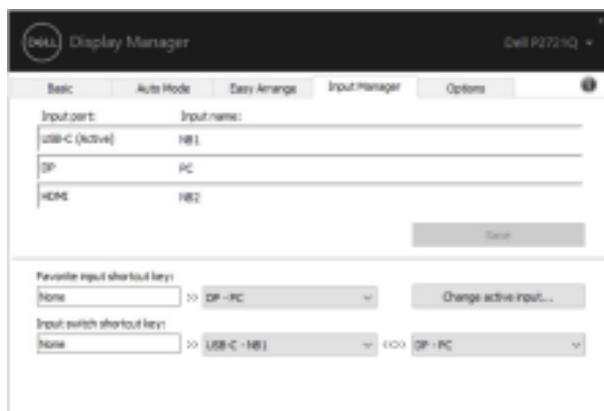 DELL Display Manager Dell P2721Q
Basic Auto Mode Easy Arrange Input Manager Options
Input port: Input name:
USB-C (Active) NB1
DP PC
HDMI NB2
Save
Favorite input shortcut key:
None >> DP - PC Change active input...
Input switch shortcut key:
None >> USB-C - NB1 <<>> DP - PC